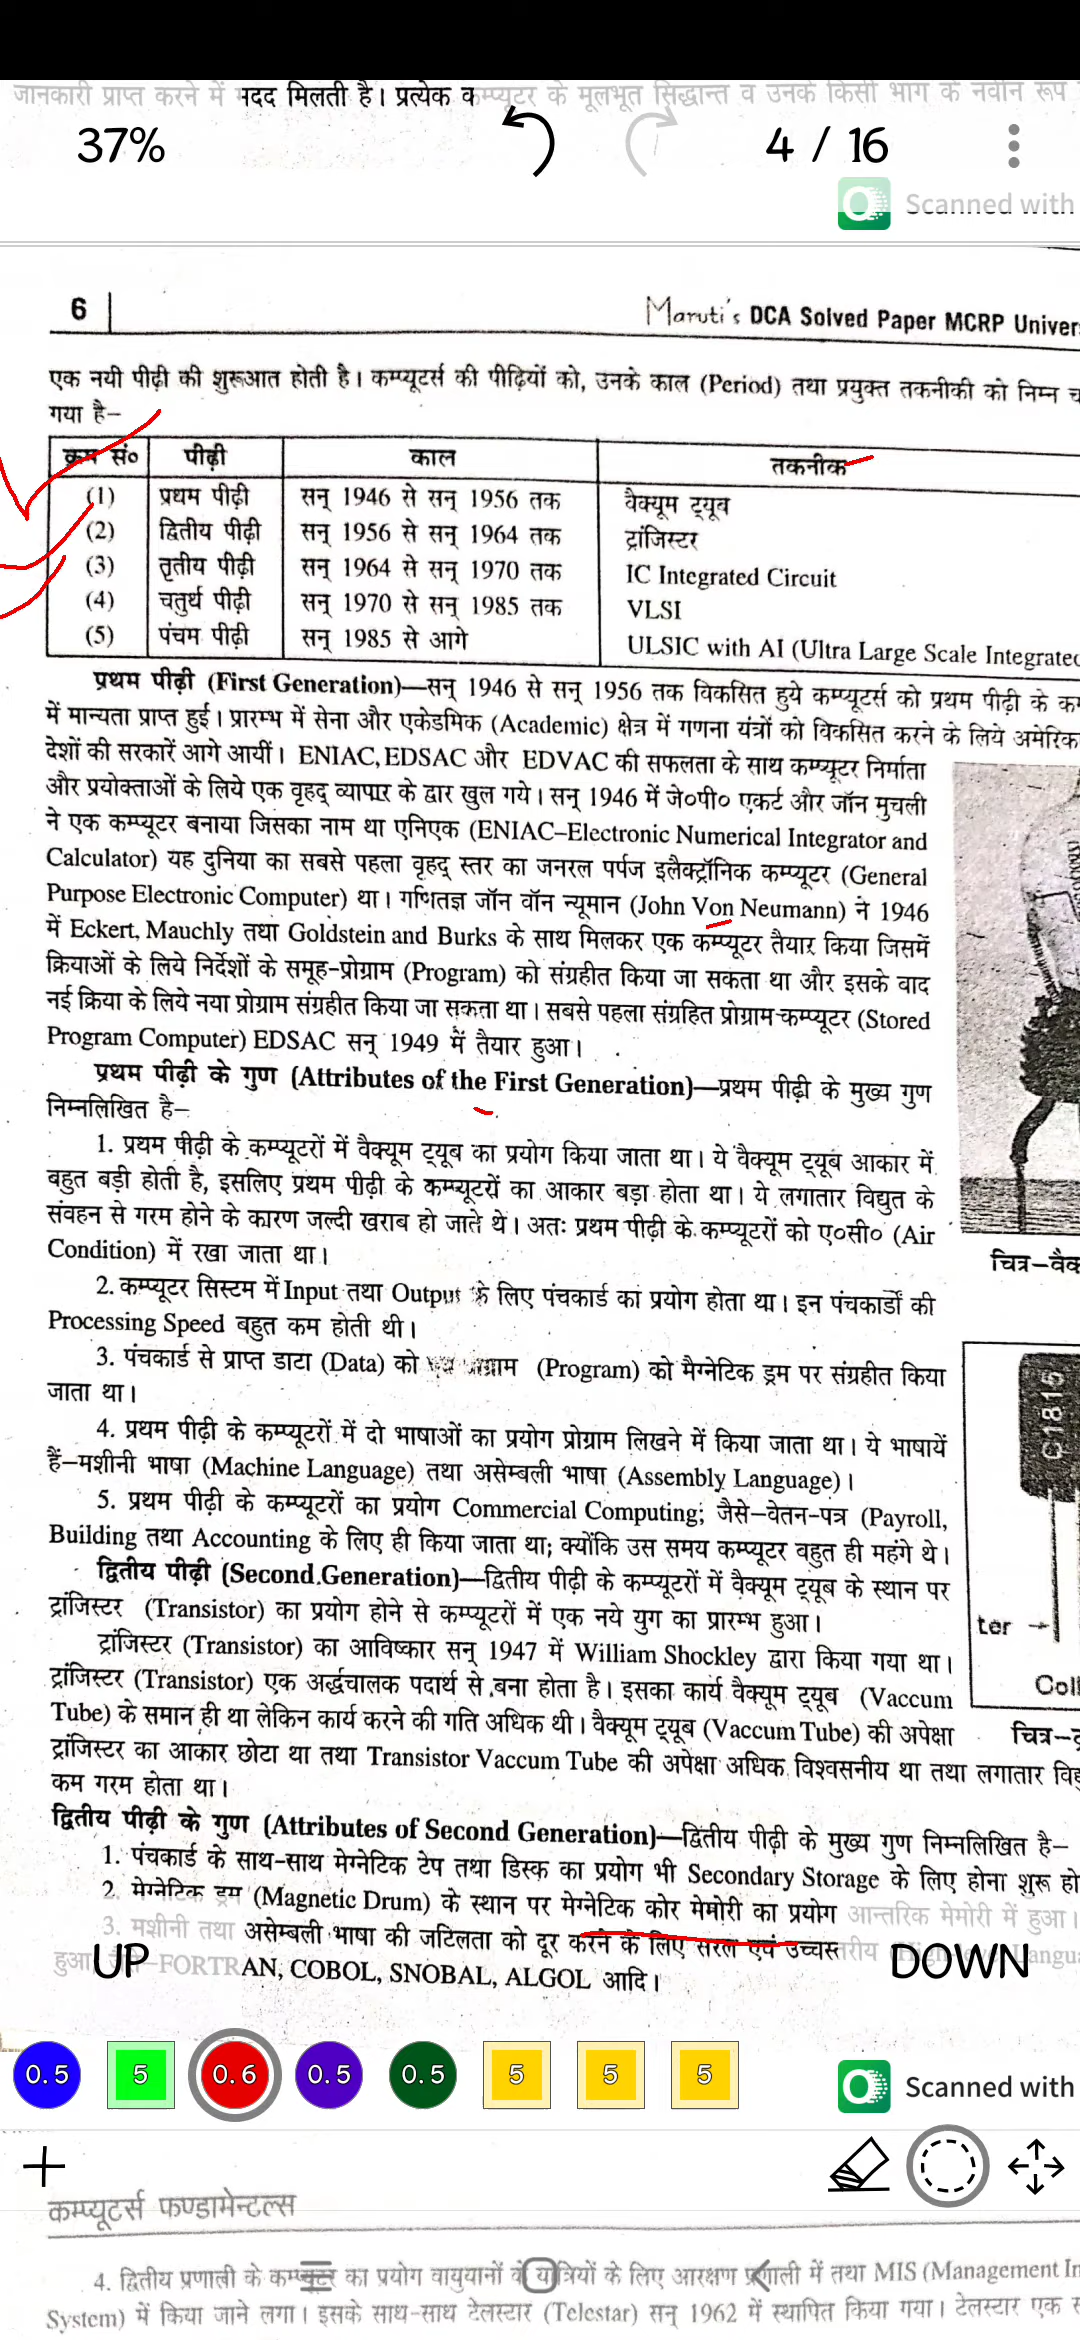 जानकारी प्राप्त करने में मदद मिलती है। प्रत्येक कम्प्यूटर के मूलभूत सिद्धान्त व उनके किसी भाग के नवीन रूप
37%
4 / 16
Scanned with
6
Maruti's DCA Solved Paper MCRP Univer
एक नयी पीढ़ी की शुरूआत होती है। कम्प्यूटर्स की पीढ़ियों को, उनके काल (Period) तथा प्रयुक्त तकनीकी को निम्न
गया है–
क्रम सं० पीढ़ी काल तकनीक
(1) प्रथम पीढ़ी सन् 1946 से सन् 1956 तक वैक्यूम ट्यूब
(2) द्वितीय पीढ़ी सन् 1956 से सन् 1964 तक ट्रांजिस्टर
(3) तृतीय पीढ़ी सन् 1964 से सन् 1970 तक IC Integrated Circuit
(4) चतुर्थ पीढ़ी सन् 1970 से सन् 1985 तक VLSI
(5) पंचम पीढ़ी सन् 1985 से आगे ULSIC with AI (Ultra Large Scale Integrated
प्रथम पीढ़ी (First Generation)—सन् 1946 से सन् 1956 तक विकसित हुये कम्प्यूटर्स को प्रथम पीढ़ी के
में मान्यता प्राप्त हुई। प्रारम्भ में सेना और एकेडमिक (Academic) क्षेत्र में गणना यंत्रों को विकसित करने के लिये अमेरिक
देशों की सरकारें आगे आयीं। ENIAC, EDSAC और EDVAC की सफलता के साथ कम्प्यूटर निर्माता
और प्रयोक्ताओं के लिये एक वृहद् व्यापार के द्वार खुल गये। सन् 1946 में जे०पी० एकर्ट और जॉन मुचली
ने एक कम्प्यूटर बनाया जिसका नाम था एनिएक (ENIAC–Electronic Numerical Integrator and
Calculator) यह दुनिया का सबसे पहला वृहद् स्तर का जनरल पर्पज इलैक्ट्रॉनिक कम्प्यूटर (General
Purpose Electronic Computer) था। गणितज्ञ जॉन वॉन न्यूमान (John Von Neumann) ने 1946
में Eckert, Mauchly तथा Goldstein and Burks के साथ मिलकर एक कम्प्यूटर तैयार किया जिसमें
क्रियाओं के लिये निर्देशों के समूह-प्रोग्राम (Program) को संग्रहीत किया जा सकता था और इसके वाद
नई क्रिया के लिये नया प्रोग्राम संग्रहीत किया जा सकता था। सबसे पहला संग्रहित प्रोग्राम-कम्प्यूटर (Stored
Program Computer) EDSAC सन् 1949 में तैयार हुआ।
प्रथम पीढ़ी के गुण (Attributes of the First Generation)—प्रथम पीढ़ी के मुख्य गुण
निम्नलिखित है–
1. प्रथम पीढ़ी के कम्प्यूटरों में वैक्यूम ट्यूब का प्रयोग किया जाता था। ये वैक्यूम ट्यूब आकार में
बहुत बड़ी होती है, इसलिए प्रथम पीढ़ी के कम्प्यूटरों का आकार बड़ा होता था। ये लगातार विद्युत के
संवहन से गरम होने के कारण जल्दी खराब हो जाते थे। अतः प्रथम पीढ़ी के कम्प्यूटरों को ए०सी० (Air
Condition) में रखा जाता था।
2. कम्प्यूटर सिस्टम में Input तथा Output के लिए पंचकार्ड का प्रयोग होता था। इन पंचकार्डों की
Processing Speed बहुत कम होती थी।
3. पंचकार्ड से प्राप्त डाटा (Data) को (Program) को मैग्नेटिक ड्रम पर संग्रहीत किया
जाता था।
4. प्रथम पीढ़ी के कम्प्यूटरों में दो भाषाओं का प्रयोग प्रोग्राम लिखने में किया जाता था। ये भाषायें
हैं–मशीनी भाषा (Machine Language) तथा असेम्बली भाषा (Assembly Language)।
5. प्रथम पीढ़ी के कम्प्यूटरों का प्रयोग Commercial Computing; जैसे–वेतन-पत्र (Payroll,
Building तथा Accounting के लिए ही किया जाता था; क्योंकि उस समय कम्प्यूटर वहुत ही महंगे थे।
द्वितीय पीढ़ी (Second Generation)—द्वितीय पीढ़ी के कम्प्यूटरों में वैक्यूम ट्यूब के स्थान पर
ट्रांजिस्टर (Transistor) का प्रयोग होने से कम्प्यूटरों में एक नये युग का प्रारम्भ हुआ।
ट्रांजिस्टर (Transistor) का आविष्कार सन् 1947 में William Shockley द्वारा किया गया था।
ट्रांजिस्टर (Transistor) एक अर्द्धचालक पदार्थ से बना होता है। इसका कार्य वैक्यूम ट्यूब (Vaccum
Tube) के समान ही था लेकिन कार्य करने की गति अधिक थी। वैक्यूम ट्यूब (Vaccum Tube) की अपेक्षा
ट्रांजिस्टर का आकार छोटा था तथा Transistor Vaccum Tube की अपेक्षा अधिक विश्वसनीय था तथा लगातार
कम गरम होता था।
चित्र–वैक
C1815
ter
Coll
चित्र–
द्वितीय पीढ़ी के गुण (Attributes of Second Generation)—द्वितीय पीढ़ी के मुख्य गुण निम्नलिखित है–
1. पंचकार्ड के साथ-साथ मेग्नेटिक टेप तथा डिस्क का प्रयोग भी Secondary Storage के लिए होना शुरू हो
2. मेग्नेटिक ड्रम (Magnetic Drum) के स्थान पर मेग्नेटिक कोर मेमोरी का प्रयोग आन्तरिक मेमोरी में हुआ।
3. मशीनी तथा असेम्बली भाषा की जटिलता को दूर करने के लिए सरल एवं उच्चस्तरीय Langu
हुआ –FORTRAN, COBOL, SNOBAL, ALGOL आदि।
UP
DOWN
0.5 5 0.6 0.5 0.5 5 5 5
Scanned with
कम्प्यूटर्स फण्डामेन्टल्स
4. द्वितीय प्रणाली के कम्प्यूटर का प्रयोग वायुयानों के यात्रियों के लिए आरक्षण प्रणाली में तथा MIS (Management In
System) में किया जाने लगा। इसके साथ-साथ टेलस्टार (Telestar) सन् 1962 में स्थापित किया गया। टेलस्टार एक